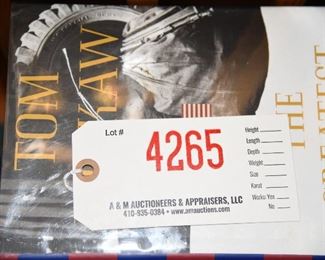 TOM
KAW
THE
GREATEST
Lot #
4265
Height
Length
Depth
Weight
Size
Karat
Works: Yes
No
A & M AUCTIONEERS & APPRAISERS, LLC
410-935-0384 • www.amauctions.com